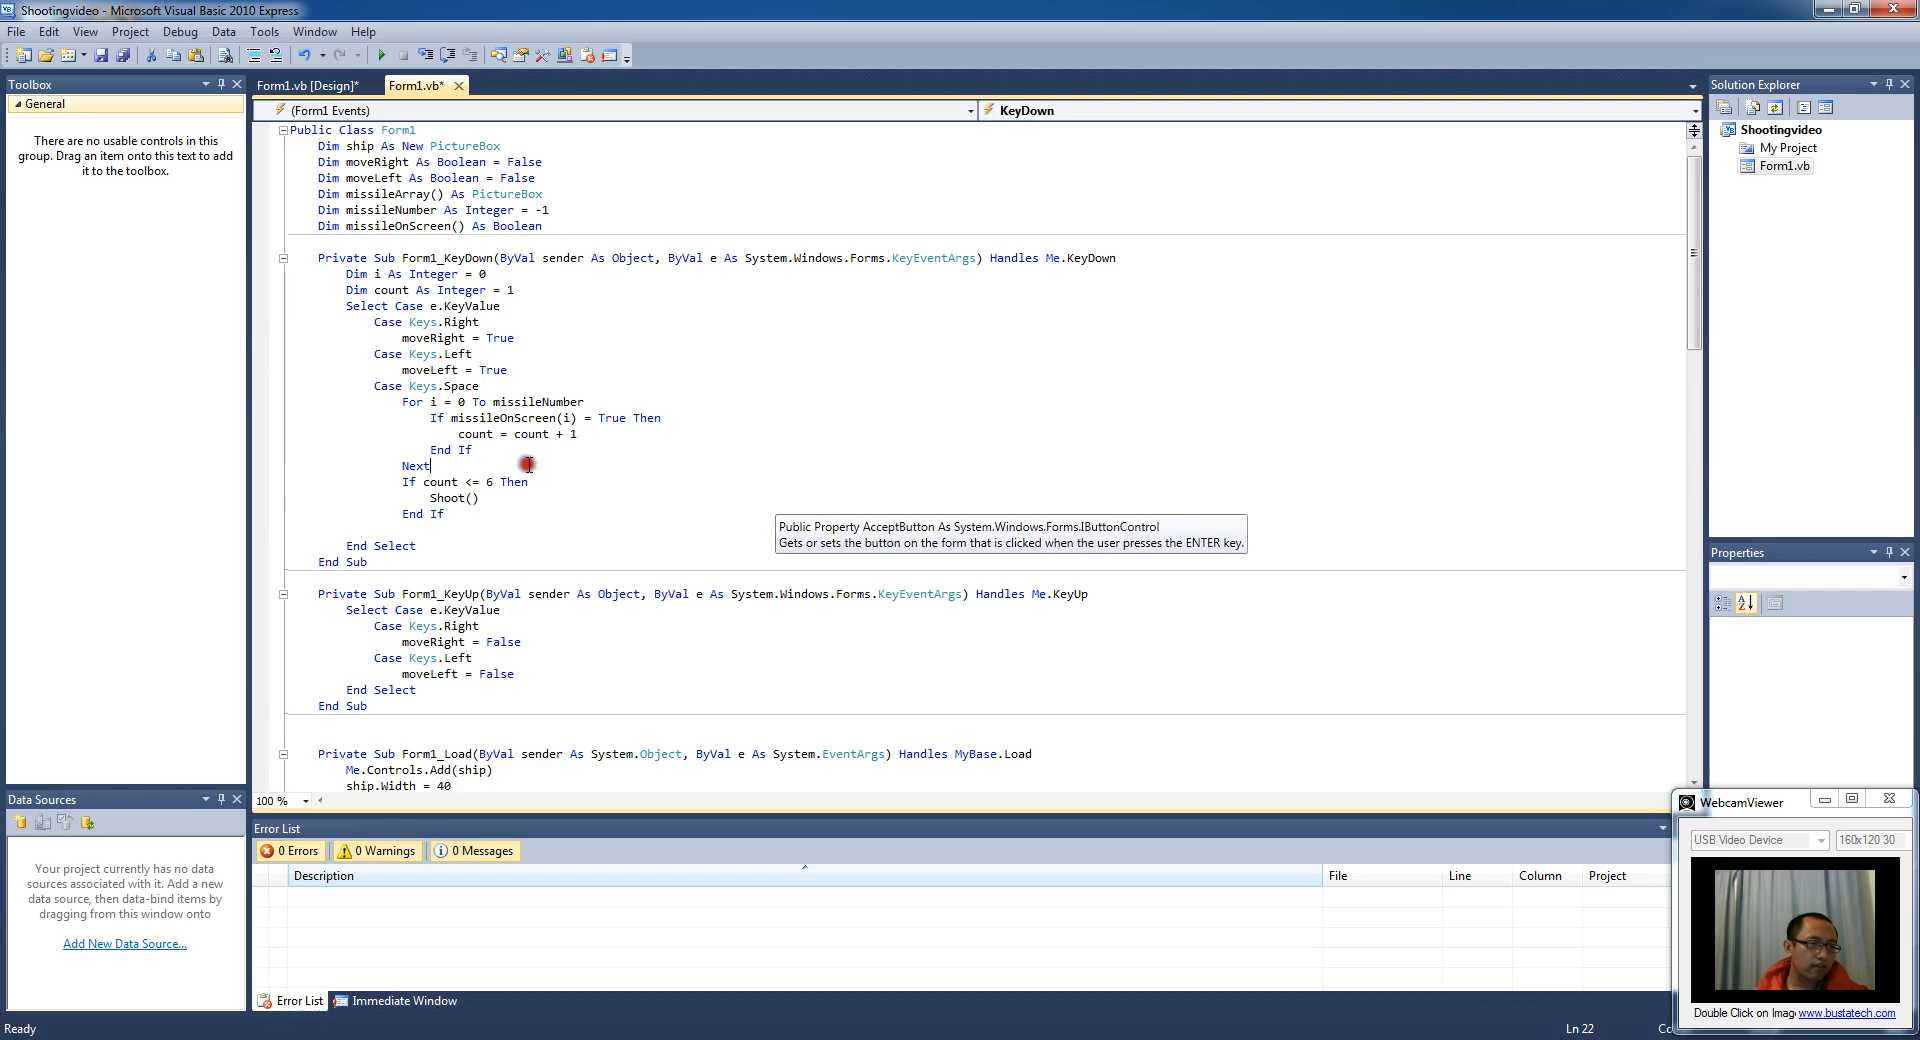 Shootingvideo - Microsoft Visual Basic 2010 Express
File Edit View Project Debug Data Tools Window Help
Toolbox
General
There are no usable controls in this
group. Drag an item onto this text to add
it to the toolbox.
Form1.vb [Design]* Form1.vb*
(Form1 Events) KeyDown
Public Class Form1
Dim ship As New PictureBox
Dim moveRight As Boolean = False
Dim moveLeft As Boolean = False
Dim missileArray() As PictureBox
Dim missileNumber As Integer = -1
Dim missileOnScreen() As Boolean
Private Sub Form1_KeyDown(ByVal sender As Object, ByVal e As System.Windows.Forms.KeyEventArgs) Handles Me.KeyDown
Dim i As Integer = 0
Dim count As Integer = 1
Select Case e.KeyValue
Case Keys.Right
moveRight = True
Case Keys.Left
moveLeft = True
Case Keys.Space
For i = 0 To missileNumber
If missileOnScreen(i) = True Then
count = count + 1
End If
Next
If count <= 6 Then
Shoot()
End If
Public Property AcceptButton As System.Windows.Forms.IButtonControl
Gets or sets the button on the form that is clicked when the user presses the ENTER key.
End Select
End Sub
Private Sub Form1_KeyUp(ByVal sender As Object, ByVal e As System.Windows.Forms.KeyEventArgs) Handles Me.KeyUp
Select Case e.KeyValue
Case Keys.Right
moveRight = False
Case Keys.Left
moveLeft = False
End Select
End Sub
Private Sub Form1_Load(ByVal sender As System.Object, ByVal e As System.EventArgs) Handles MyBase.Load
Me.Controls.Add(ship)
ship.Width = 40
100 %
Solution Explorer
Shootingvideo
My Project
Form1.vb
Properties
Data Sources
Your project currently has no data
sources associated with it. Add a new
data source, then data-bind items by
dragging from this window onto
Add New Data Source...
Error List
0 Errors 0 Warnings 0 Messages
Description File Line Column Project
Error List Immediate Window
WebcamViewer
USB Video Device 160x120 30
Double Click on Imag www.bustatech.com
Ready Ln 22